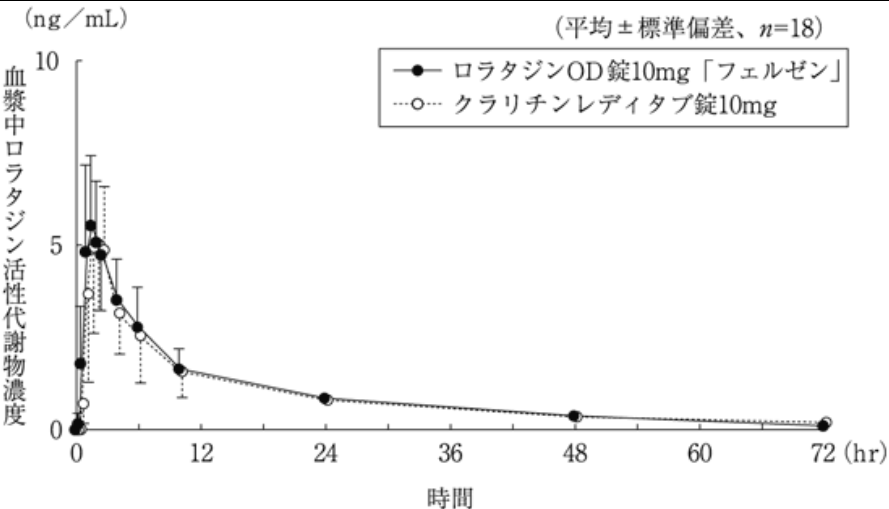 (ng／mL)
(平均±標準偏差、n=18)
ロラタジンOD錠10mg「フェルゼン」
クラリチンレディタブ錠10mg
血漿中ロラタジン活性代謝物濃度
10
5
0
0 12 24 36 48 60 72 (hr)
時間